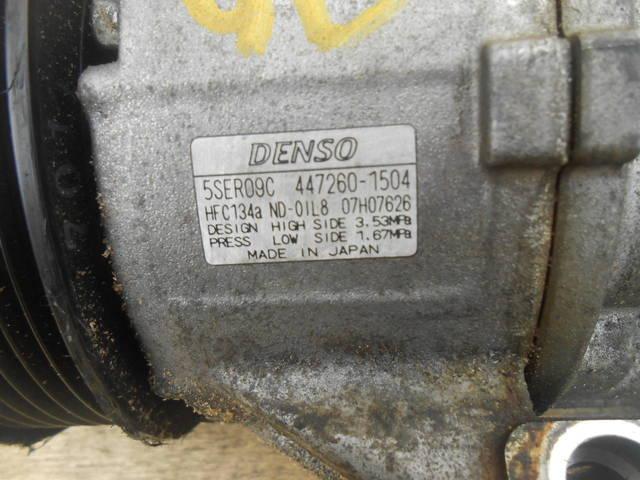 DENSO
5SER09C 447260-1504
HFC134a ND-OIL8 07H07626
DESIGN HIGH SIDE 3.53MPa
PRESS LOW SIDE 1.67MPa
MADE IN JAPAN